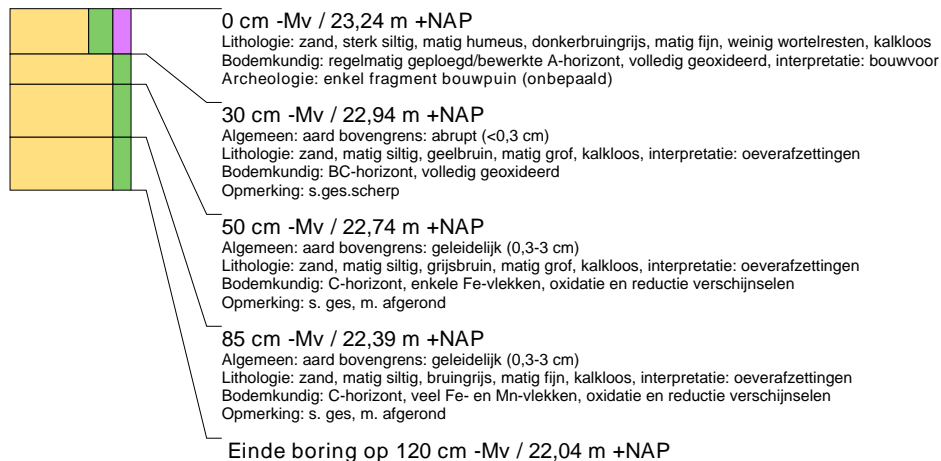 0 cm -Mv / 23,24 m +NAP
Lithologie: zand, sterk siltig, matig humeus, donkerbruingrijs, matig fijn, weinig wortelresten, kalkloos
Bodemkundig: regelmatig geploegd/bewerkte A-horizont, volledig geoxideerd, interpretatie: bouwvoor
Archeologie: enkel fragment bouwpuin (onbepaald)
30 cm -Mv / 22,94 m +NAP
Algemeen: aard bovengrens: abrupt (<0,3 cm)
Lithologie: zand, matig siltig, geelbruin, matig grof, kalkloos, interpretatie: oeverafzettingen
Bodemkundig: BC-horizont, volledig geoxideerd
Opmerking: s.ges.scherp
50 cm -Mv / 22,74 m +NAP
Algemeen: aard bovengrens: geleidelijk (0,3-3 cm)
Lithologie: zand, matig siltig, grijsbruin, matig grof, kalkloos, interpretatie: oeverafzettingen
Bodemkundig: C-horizont, enkele Fe-vlekken, oxidatie en reductie verschijnselen
Opmerking: s. ges, m. afgerond
85 cm -Mv / 22,39 m +NAP
Algemeen: aard bovengrens: geleidelijk (0,3-3 cm)
Lithologie: zand, matig siltig, bruingrijs, matig fijn, kalkloos, interpretatie: oeverafzettingen
Bodemkundig: C-horizont, veel Fe- en Mn-vlekken, oxidatie en reductie verschijnselen
Opmerking: s. ges, m. afgerond
Einde boring op 120 cm -Mv / 22,04 m +NAP